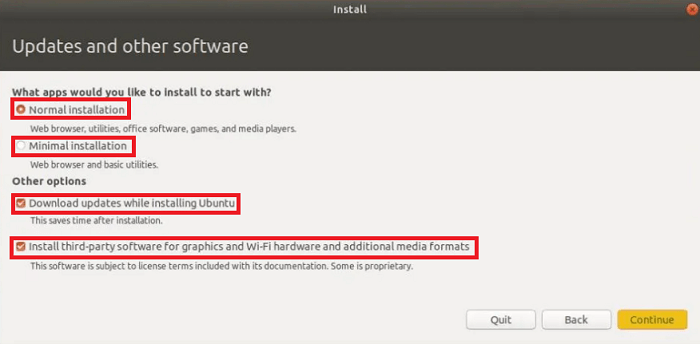 Install
Updates and other software
What apps would you like to install to start with?
Normal installation
Web browser, utilities, office software, games, and media players.
Minimal installation
Web browser and basic utilities.
Other options
Download updates while installing Ubuntu
This saves time after installation.
Install third-party software for graphics and Wi-Fi hardware and additional media formats
This software is subject to license terms included with its documentation. Some is proprietary.
Quit Back Continue